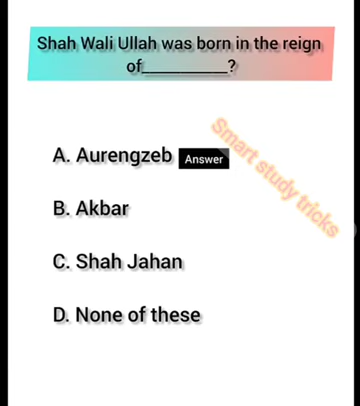 Shah Wali Ullah was born in the reign
of__________?
A. Aurengzeb Answer
B. Akbar
C. Shah Jahan
D. None of these
Smart study tricks